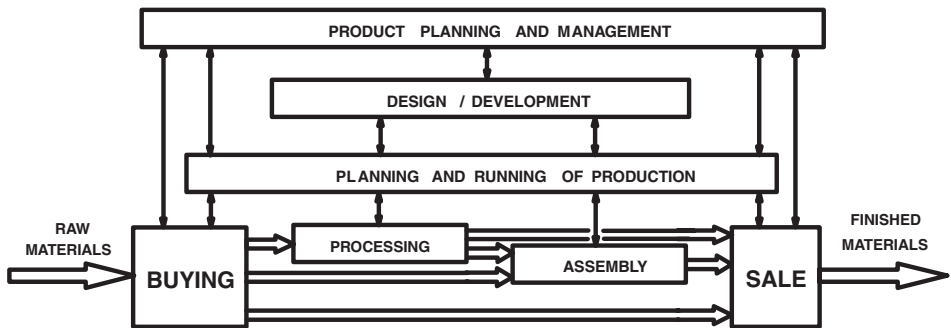 PRODUCT PLANNING AND MANAGEMENT
DESIGN / DEVELOPMENT
PLANNING AND RUNNING OF PRODUCTION
RAW
MATERIALS
BUYING
PROCESSING
ASSEMBLY
SALE
FINISHED
MATERIALS